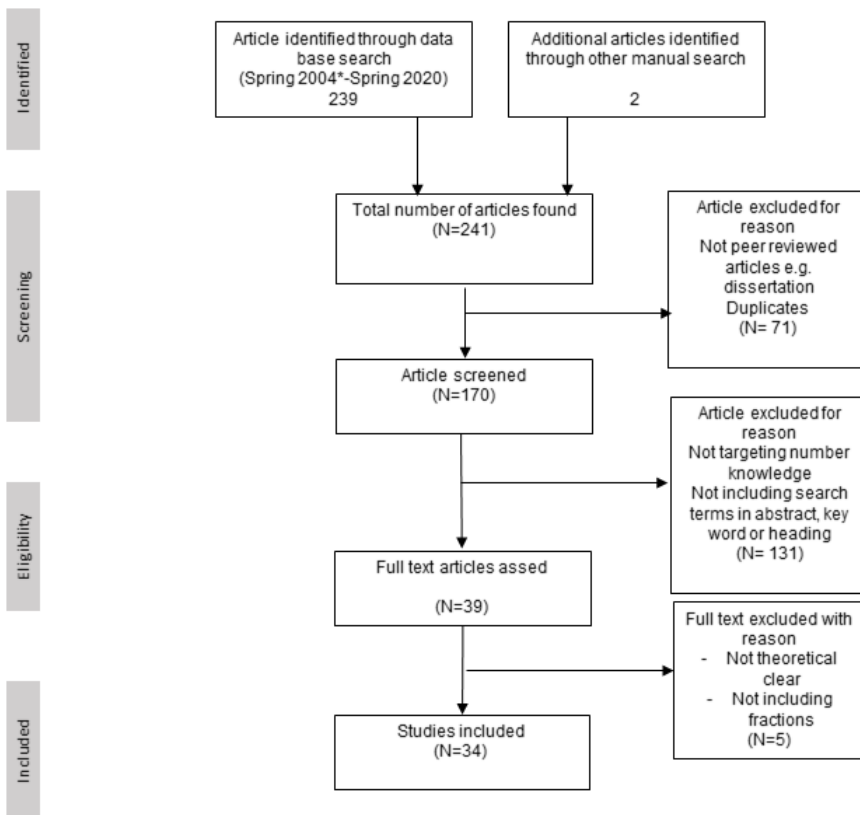 Identified
Article identified through data
base search
(Spring 2004*-Spring 2020)
239
Additional articles identified
through other manual search
2
Screening
Total number of articles found
(N=241)
Article excluded for
reason
Not peer reviewed
articles e.g.
dissertation
Duplicates
(N= 71)
Article screened
(N=170)
Article excluded for
reason
Not targeting number
knowledge
Not including search
terms in abstract, key
word or heading
(N= 131)
Eligibility
Full text articles assed
(N=39)
Full text excluded with
reason
- Not theoretical
clear
- Not including
fractions
(N=5)
Included
Studies included
(N=34)